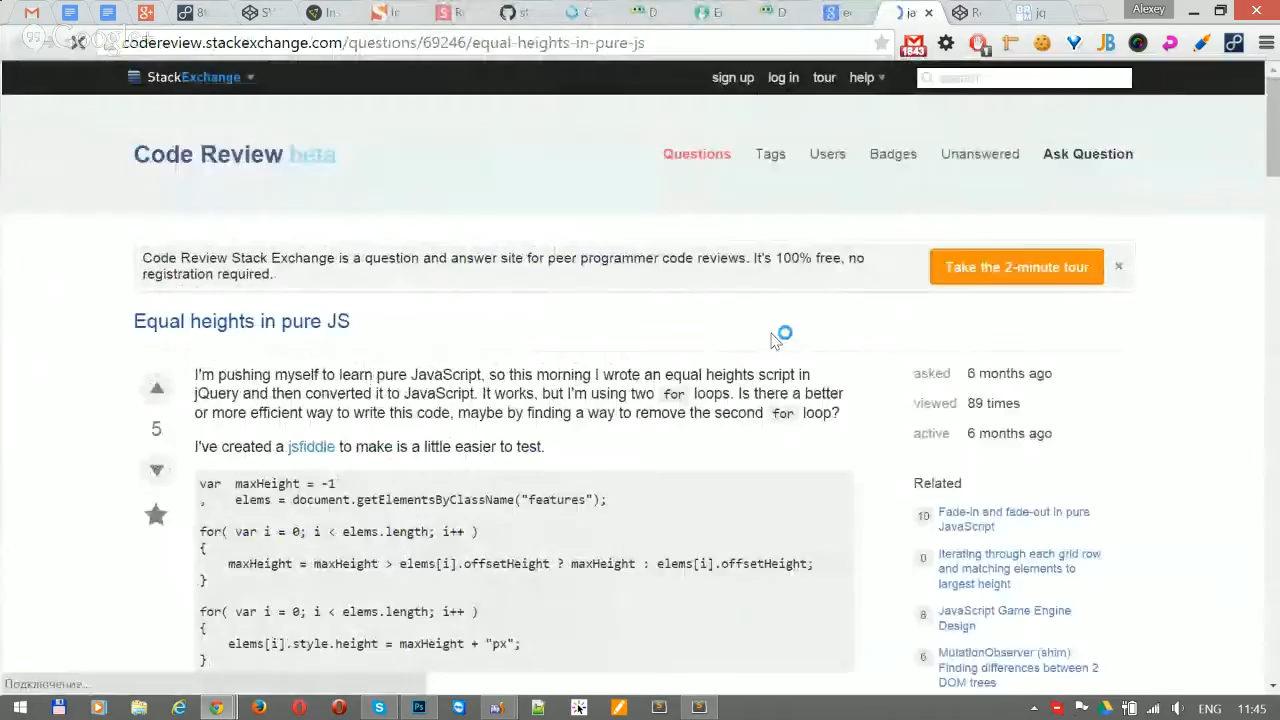 Alexey
codereview.stackexchange.com/questions/69246/equal-heights-in-pure-js
1843
1
StackExchange
sign up
log in
tour
help
search
Code Review beta
Questions
Tags
Users
Badges
Unanswered
Ask Question
Code Review Stack Exchange is a question and answer site for peer programmer code reviews. It's 100% free, no
registration required.
Take the 2-minute tour
×
Equal heights in pure JS
I'm pushing myself to learn pure JavaScript, so this morning I wrote an equal heights script in
jQuery and then converted it to JavaScript. It works, but I'm using two for loops. Is there a better
or more efficient way to write this code, maybe by finding a way to remove the second for loop?
5
I've created a jsfiddle to make is a little easier to test.
var  maxHeight = -1
,    elems = document.getElementsByClassName("features");
for( var i = 0; i < elems.length; i++ )
{
    maxHeight = maxHeight > elems[i].offsetHeight ? maxHeight : elems[i].offsetHeight;
}
for( var i = 0; i < elems.length; i++ )
{
    elems[i].style.height = maxHeight + "px";
}
asked 6 months ago
viewed 89 times
active 6 months ago
Related
10 Fade-in and fade-out in pure
JavaScript
0 Iterating through each grid row
and matching elements to
largest height
8 JavaScript Game Engine
Design
6 MutationObserver (shim)
Finding differences between 2
DOM trees
Подключение...
ENG
11:45